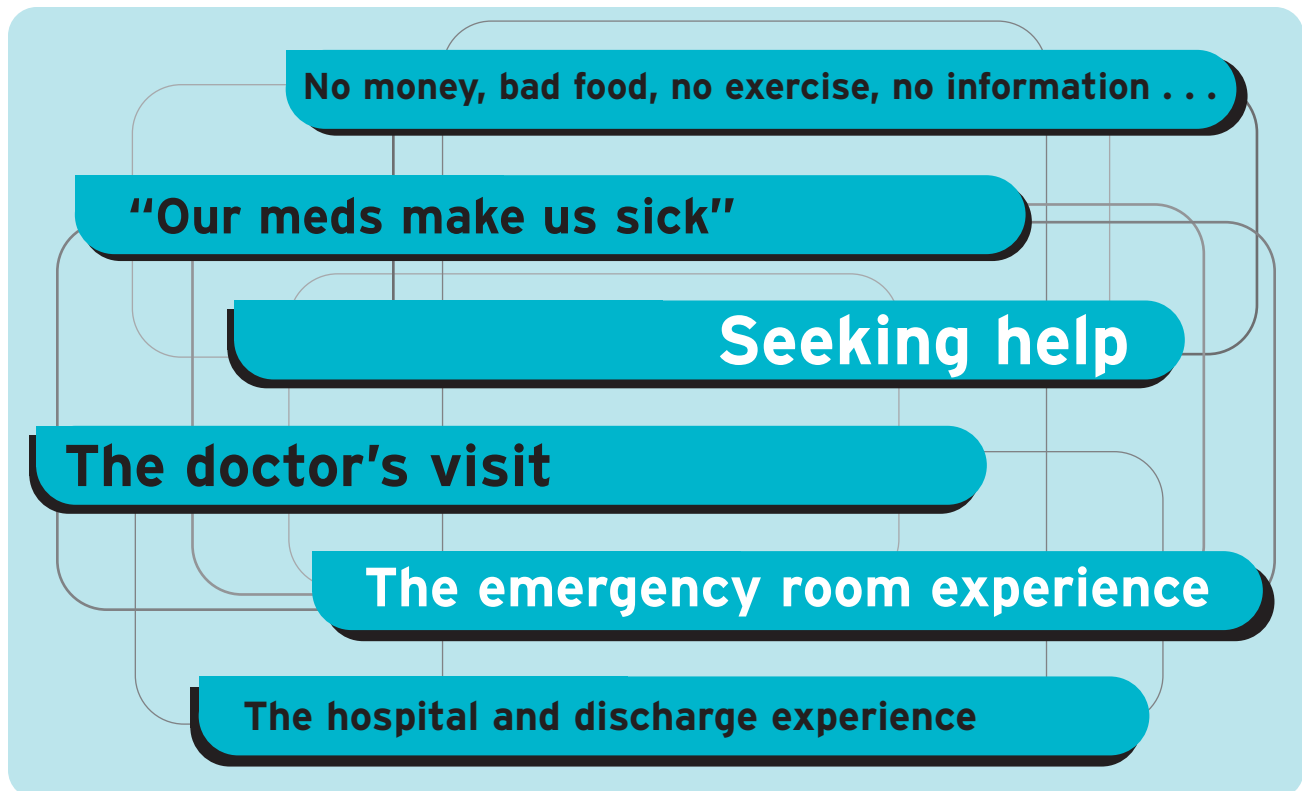 No money, bad food, no exercise, no information . . .
“Our meds make us sick”
Seeking help
The doctor’s visit
The emergency room experience
The hospital and discharge experience